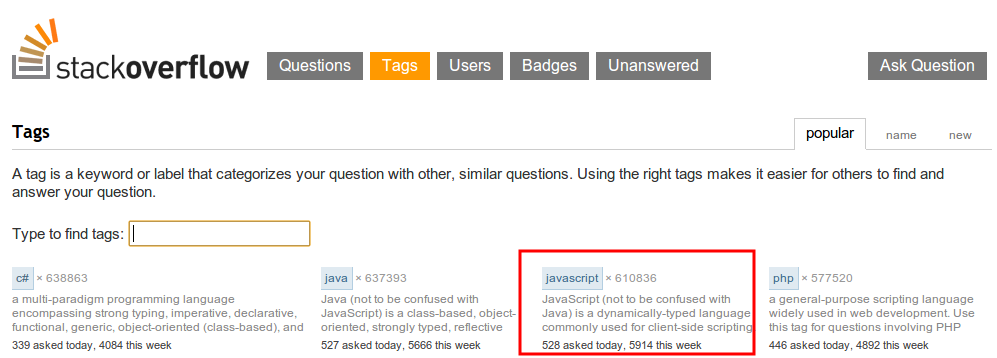 stackoverflow
Questions Tags Users Badges Unanswered Ask Question
Tags popular name new
A tag is a keyword or label that categorizes your question with other, similar questions. Using the right tags makes it easier for others to find and
answer your question.
Type to find tags:
c# × 638863
a multi-paradigm programming language
encompassing strong typing, imperative, declarative,
functional, generic, object-oriented (class-based), and
339 asked today, 4084 this week
java × 637393
Java (not to be confused with
JavaScript) is a class-based, object-
oriented, strongly typed, reflective
527 asked today, 5666 this week
javascript × 610836
JavaScript (not to be confused with
Java) is a dynamically-typed language
commonly used for client-side scripting
528 asked today, 5914 this week
php × 577520
a general-purpose scripting language
widely used in web development. Use
this tag for questions involving PHP
446 asked today, 4892 this week